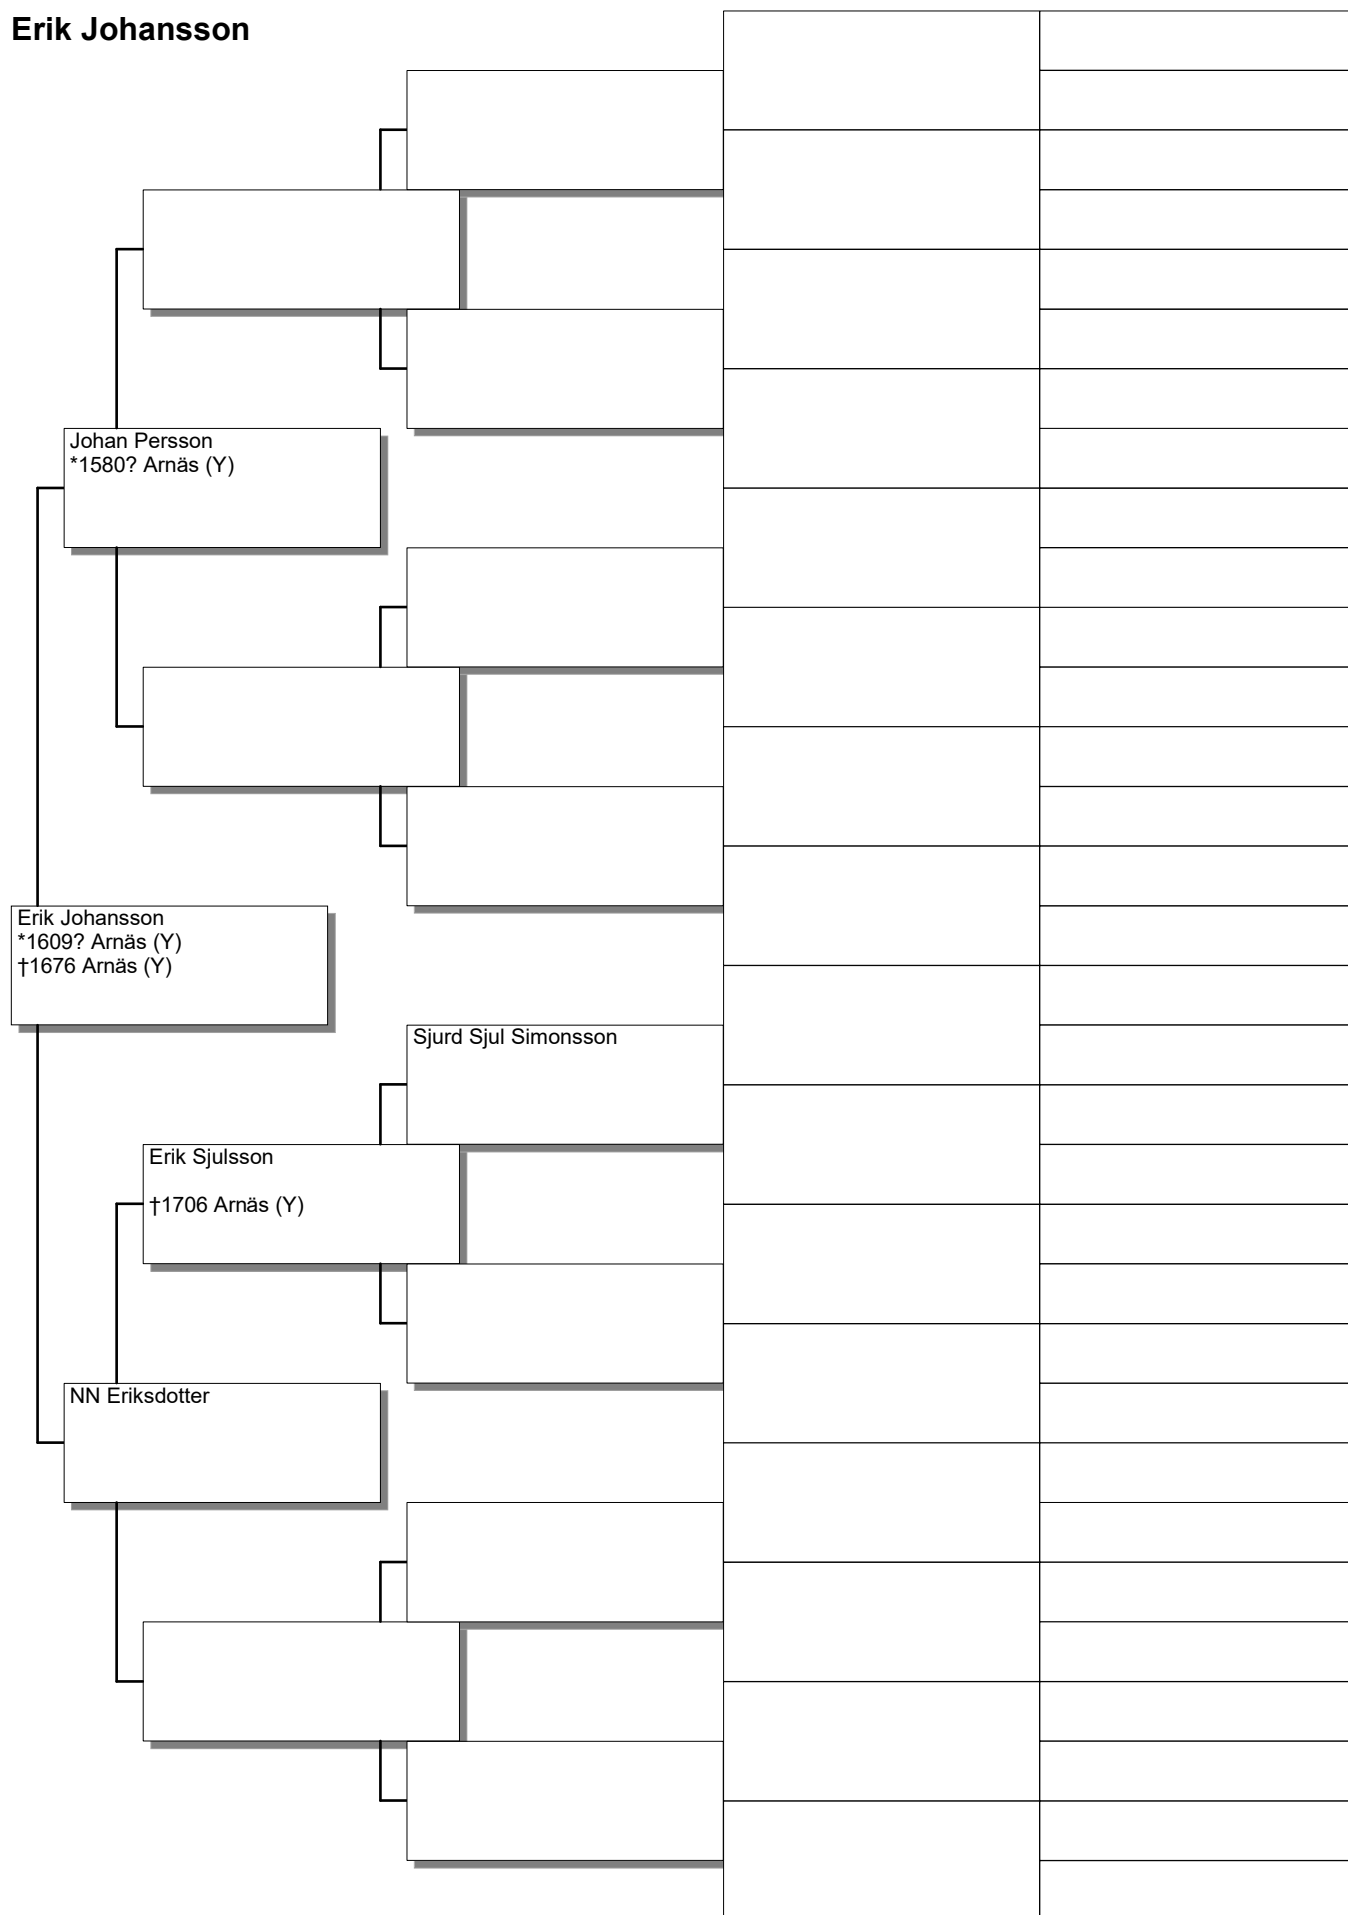 Erik Johansson
Johan Persson
*1580? Arnäs (Y)
Erik Johansson
*1609? Arnäs (Y)
†1676 Arnäs (Y)
Sjurd Sjul Simonsson
Erik Sjulsson
†1706 Arnäs (Y)
NN Eriksdotter